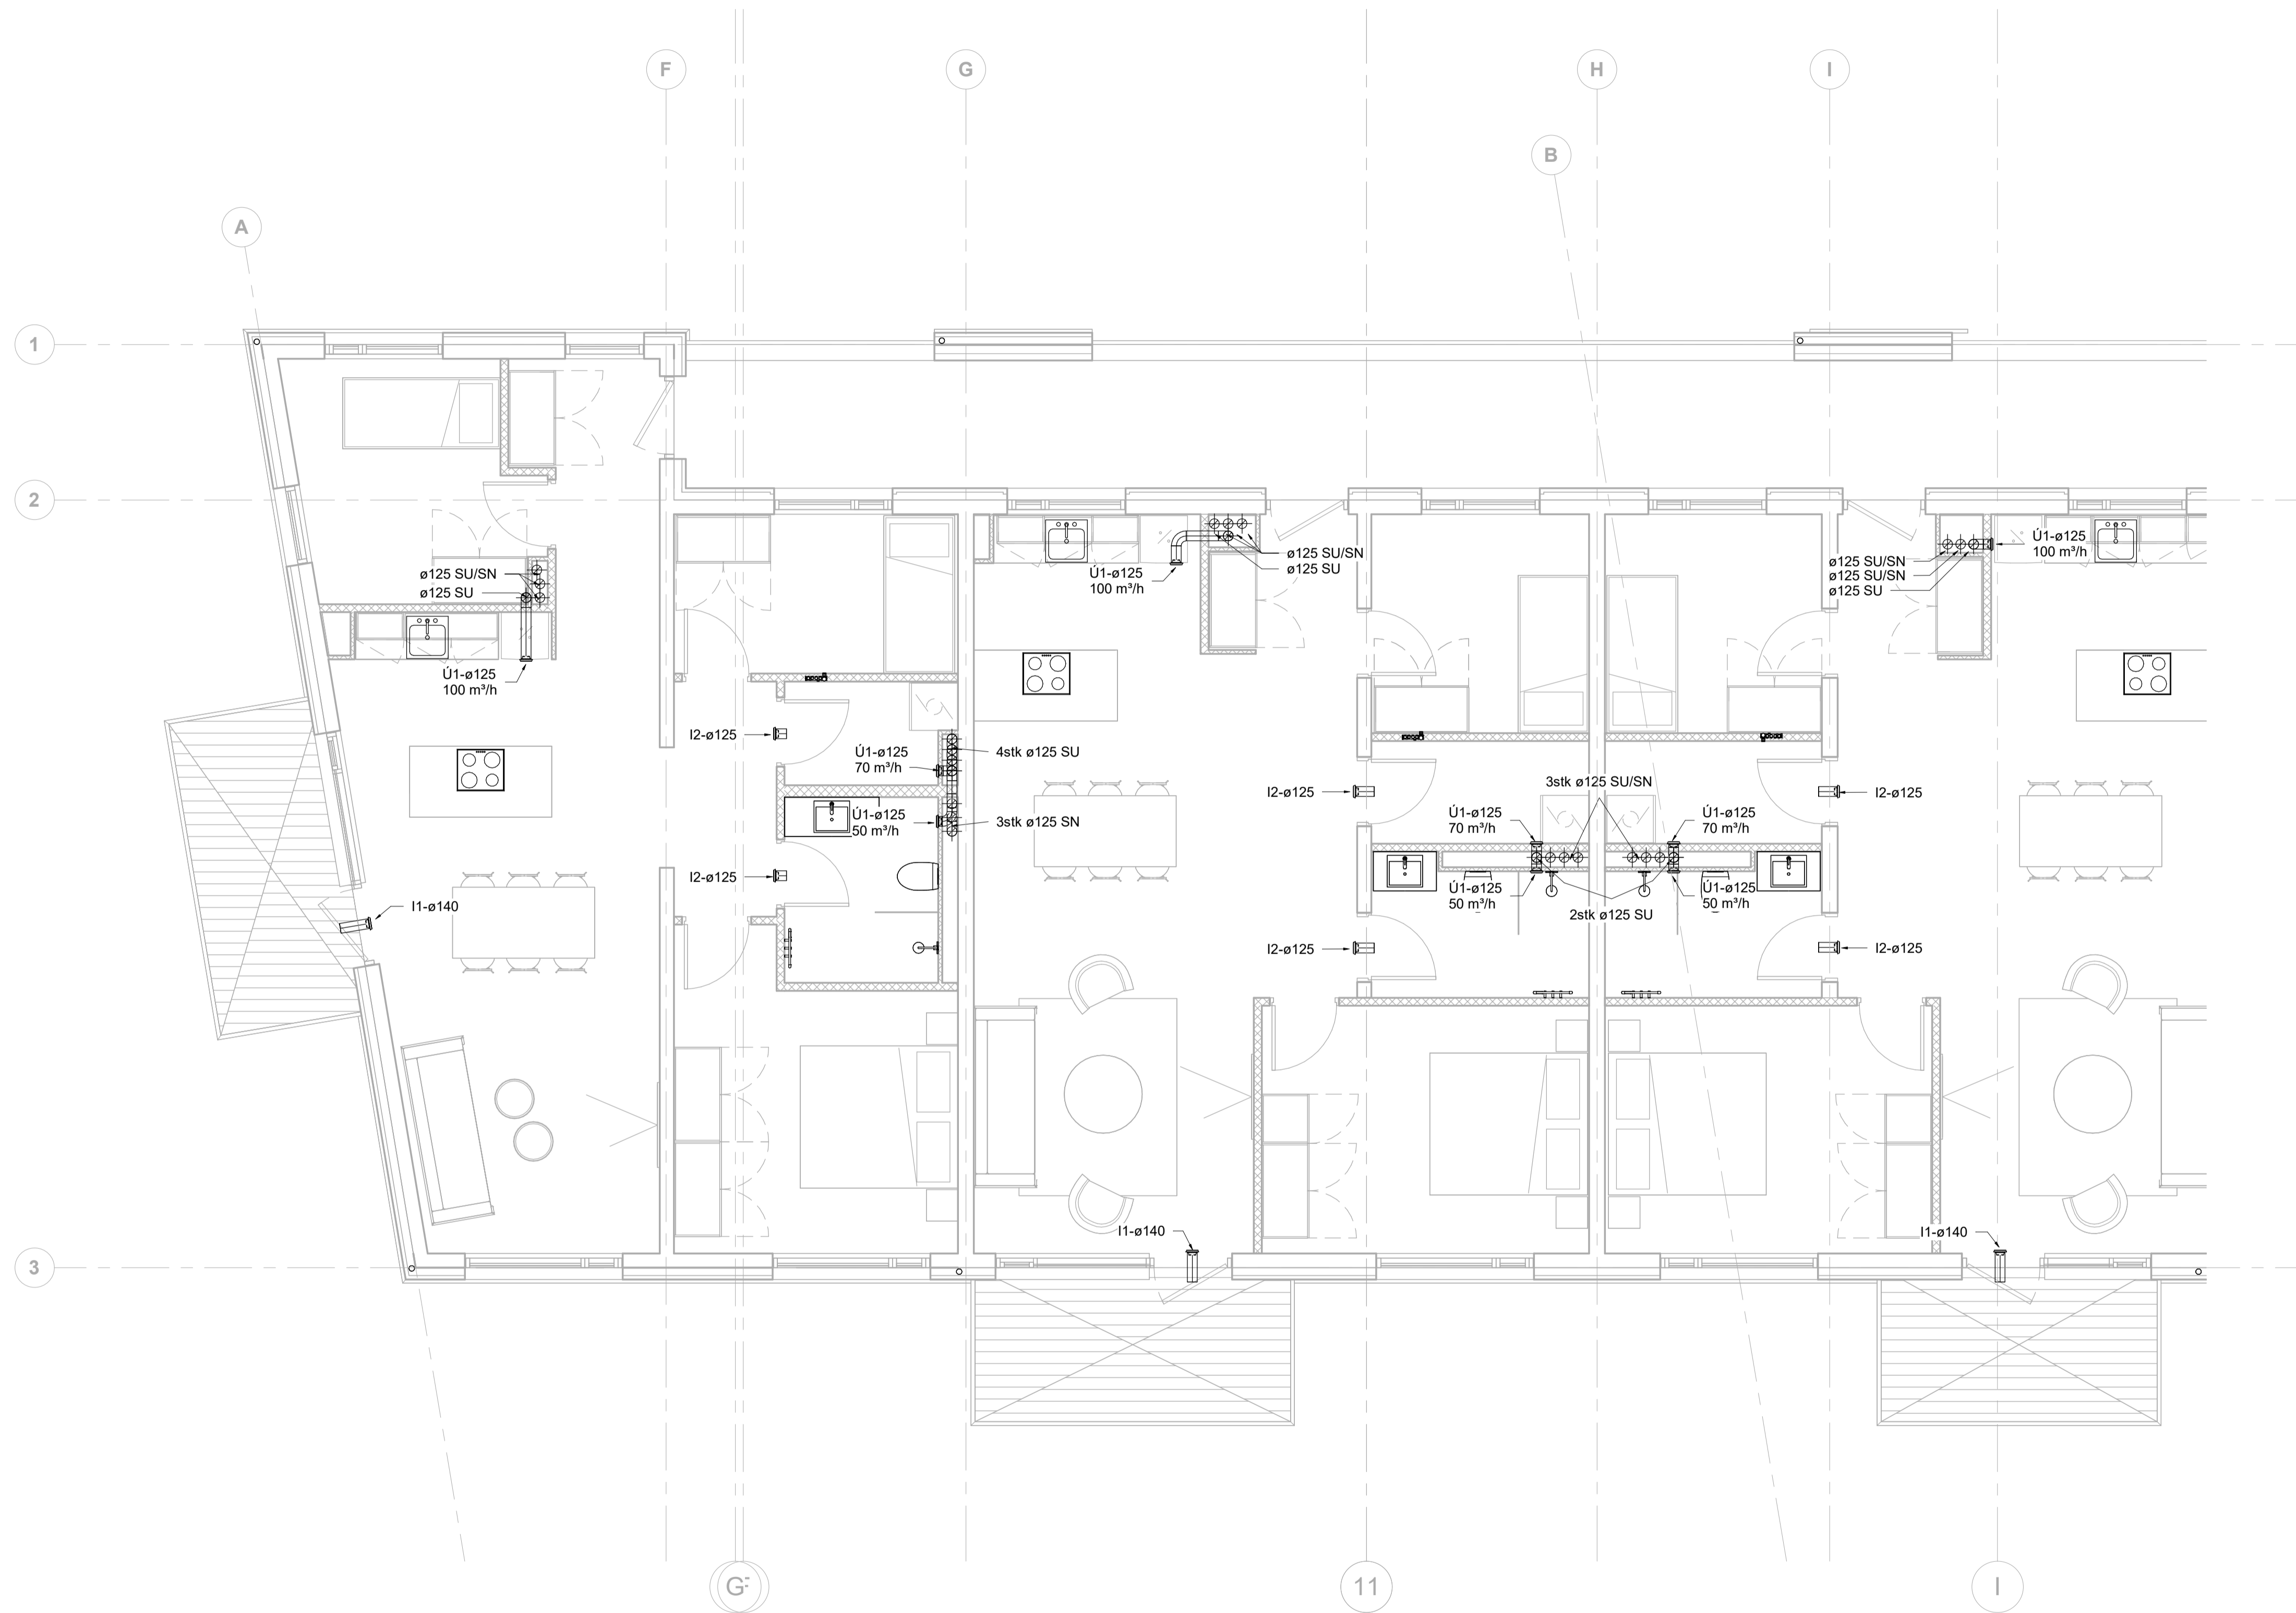 F
G
H
I
B
A
1
2
ø125 SU/SN
ø125 SU
Ú1-ø125
100 m³/h
ø125 SU/SN
ø125 SU
Ú1-ø125
100 m³/h
Ú1-ø125
100 m³/h
ø125 SU/SN
ø125 SU/SN
ø125 SU
I2-ø125
Ú1-ø125
70 m³/h
4stk ø125 SU
Ú1-ø125
50 m³/h
3stk ø125 SN
I2-ø125
I1-ø140
I2-ø125
3stk ø125 SU/SN
I2-ø125
Ú1-ø125
70 m³/h
Ú1-ø125
70 m³/h
Ú1-ø125
50 m³/h
Ú1-ø125
50 m³/h
2stk ø125 SU
I2-ø125
I2-ø125
I1-ø140
I1-ø140
3
G
11
I